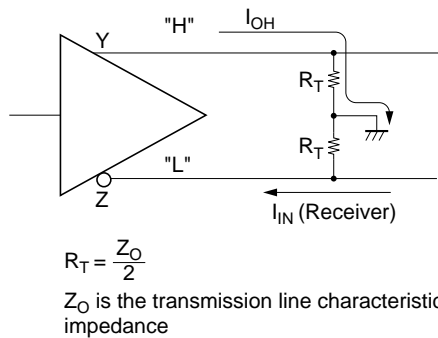 Y
"H"
I_OH
R_T
R_T
"L"
Z
I_IN (Receiver)
R_T = Z_O / 2
Z_O is the transmission line characteristic
impedance